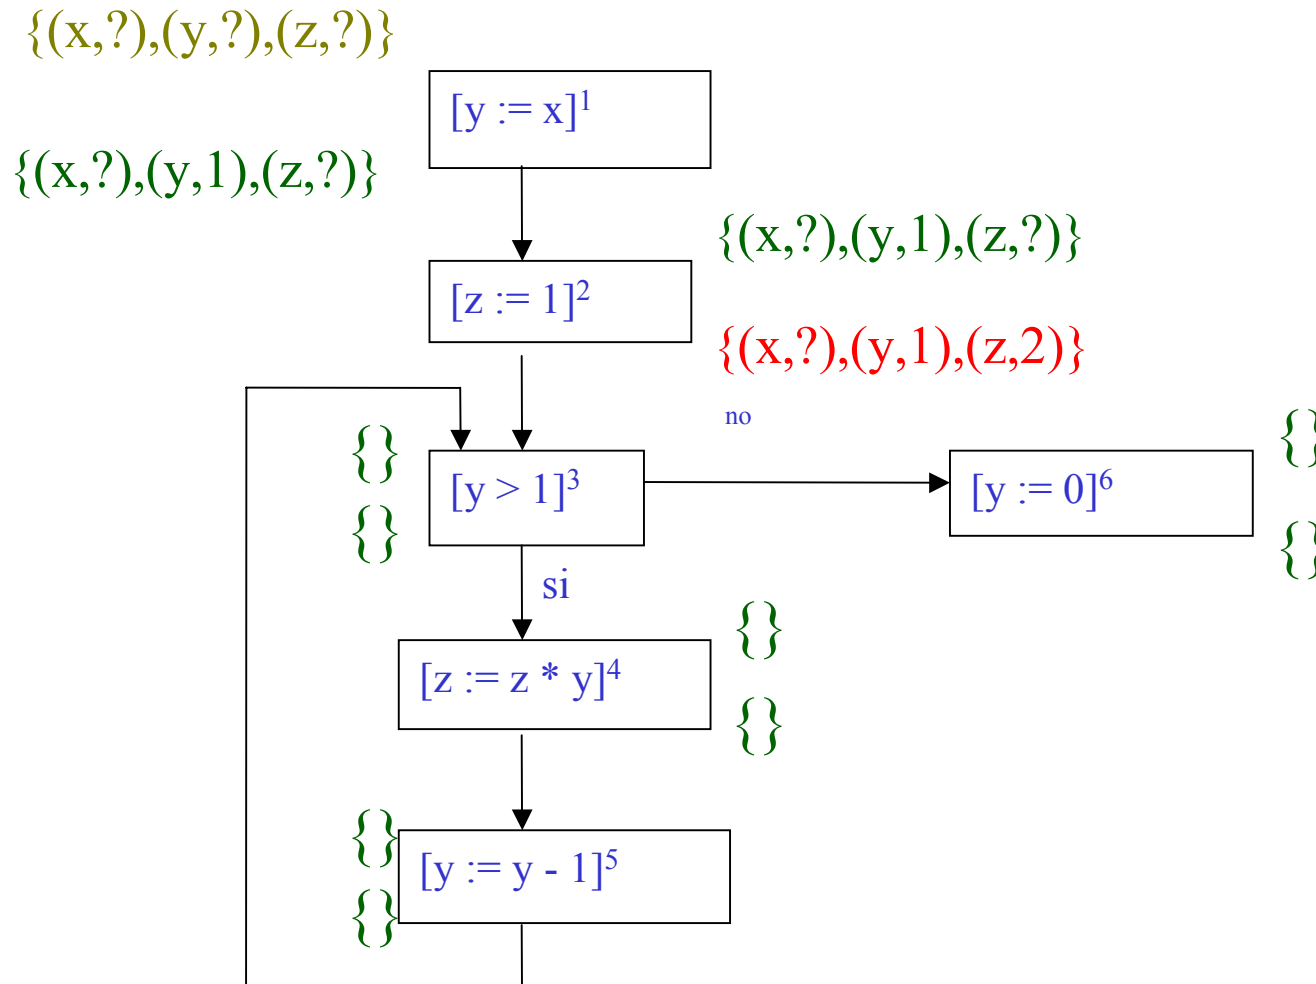 {(x,?),(y,?),(z,?)}
[y := x]1
{(x,?),(y,1),(z,?)}
{(x,?),(y,1),(z,?)}
[z := 1]2
{(x,?),(y,1),(z,2)}
no
{}
{}
[y > 1]3
[y := 0]6
{}
{}
si
{}
[z := z * y]4
{}
{}
[y := y - 1]5
{}